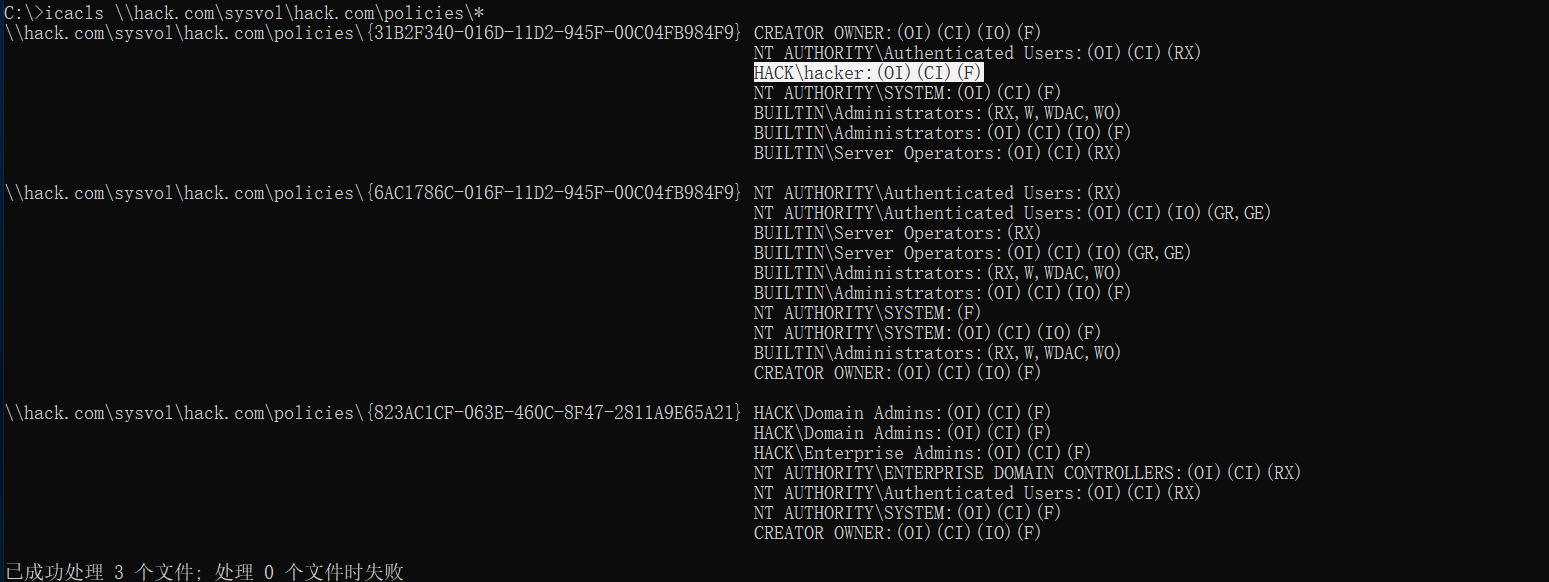 C:\>icacls \\hack.com\sysvol\hack.com\policies\*
\\hack.com\sysvol\hack.com\policies\{31B2F340-016D-11D2-945F-00C04FB984F9} CREATOR OWNER:(OI)(CI)(IO)(F)
NT AUTHORITY\Authenticated Users:(OI)(CI)(RX)
HACK\hacker:(OI)(CI)(F)
NT AUTHORITY\SYSTEM:(OI)(CI)(F)
BUILTIN\Administrators:(RX,W,WDAC,WO)
BUILTIN\Administrators:(OI)(CI)(IO)(F)
BUILTIN\Server Operators:(OI)(CI)(RX)
\\hack.com\sysvol\hack.com\policies\{6AC1786C-016F-11D2-945F-00C04fB984F9} NT AUTHORITY\Authenticated Users:(RX)
NT AUTHORITY\Authenticated Users:(OI)(CI)(IO)(GR,GE)
BUILTIN\Server Operators:(RX)
BUILTIN\Server Operators:(OI)(CI)(IO)(GR,GE)
BUILTIN\Administrators:(RX,W,WDAC,WO)
BUILTIN\Administrators:(OI)(CI)(IO)(F)
NT AUTHORITY\SYSTEM:(F)
NT AUTHORITY\SYSTEM:(OI)(CI)(IO)(F)
BUILTIN\Administrators:(RX,W,WDAC,WO)
CREATOR OWNER:(OI)(CI)(IO)(F)
\\hack.com\sysvol\hack.com\policies\{823AC1CF-063E-460C-8F47-2811A9E65A21} HACK\Domain Admins:(OI)(CI)(F)
HACK\Domain Admins:(OI)(CI)(F)
HACK\Enterprise Admins:(OI)(CI)(F)
NT AUTHORITY\ENTERPRISE DOMAIN CONTROLLERS:(OI)(CI)(RX)
NT AUTHORITY\Authenticated Users:(OI)(CI)(RX)
NT AUTHORITY\SYSTEM:(OI)(CI)(F)
CREATOR OWNER:(OI)(CI)(IO)(F)
已成功处理 3 个文件; 处理 0 个文件时失败